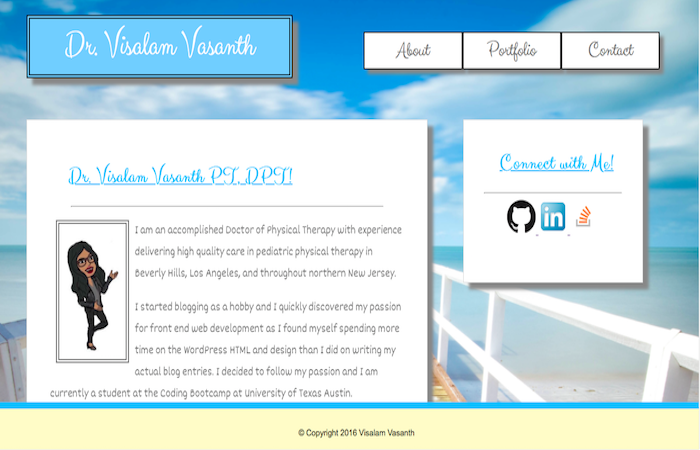 Dr. Visalam Vasanth
About
Portfolio
Contact
Dr. Visalam Vasanth PT, DPT!
I am an accomplished Doctor of Physical Therapy with experience
delivering high quality care in pediatric physical therapy in
Beverly Hills, Los Angeles, and throughout northern New Jersey.
I started blogging as a hobby and I quickly discovered my passion
for front end web development as I found myself spending more
time on the WordPress HTML and design than I did on writing my
actual blog entries. I decided to follow my passion and I am
currently a student at the Coding Bootcamp at University of Texas Austin.
Connect with Me!
in
© Copyright 2016 Visalam Vasanth